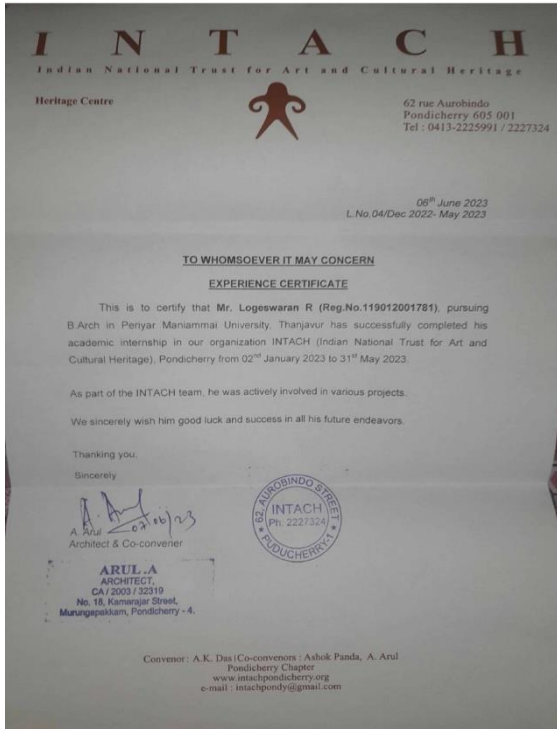 INTACH
Indian National Trust for Art and Cultural Heritage
Heritage Centre
62 rue Aurobindo
Pondicherry 605 001
Tel : 0413-2225991 / 2227324
06th June 2023
L.No.04/Dec 2022- May 2023
TO WHOMSOEVER IT MAY CONCERN
EXPERIENCE CERTIFICATE
This is to certify that Mr. Logeswaran R (Reg.No.119012001781), pursuing
B.Arch in Periyar Maniammai University, Thanjavur has successfully completed his
academic internship in our organization INTACH (Indian National Trust for Art and
Cultural Heritage), Pondicherry from 02nd January 2023 to 31st May 2023.
As part of the INTACH team, he was actively involved in various projects.
We sincerely wish him good luck and success in all his future endeavors.
Thanking you,
Sincerely
A. Arul
07/06/23
A. Arul
Architect & Co-convener
62, AUROBINDO STREET
INTACH
Ph: 2227324
PUDUCHERRY-1
ARUL.A
ARCHITECT,
CA / 2003 / 32319
No. 18, Kamarajar Street,
Murungapakkam, Pondicherry - 4.
Convenor: A.K. Das|Co-convenors : Ashok Panda, A. Arul
Pondicherry Chapter
www.intachpondicherry.org
e-mail : intachpondy@gmail.com